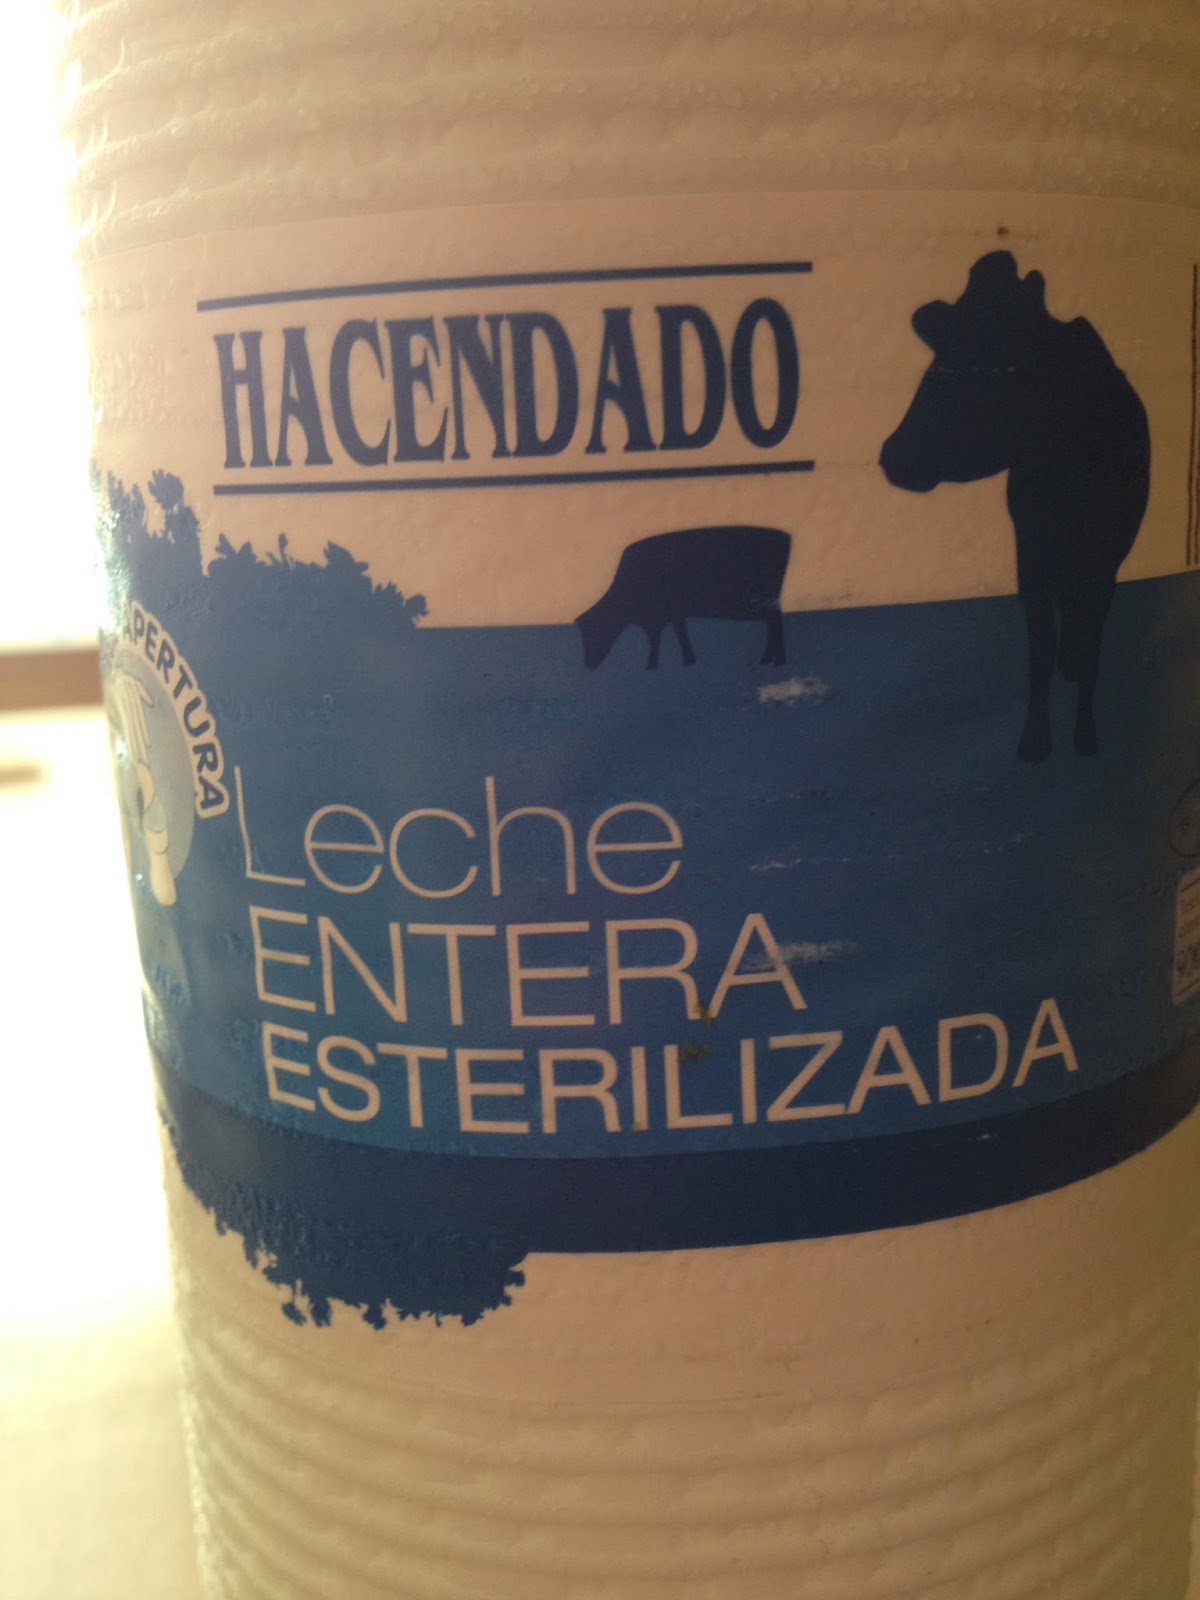 HACENDADO
APERTURA
Leche
ENTERA
ESTERILIZADA